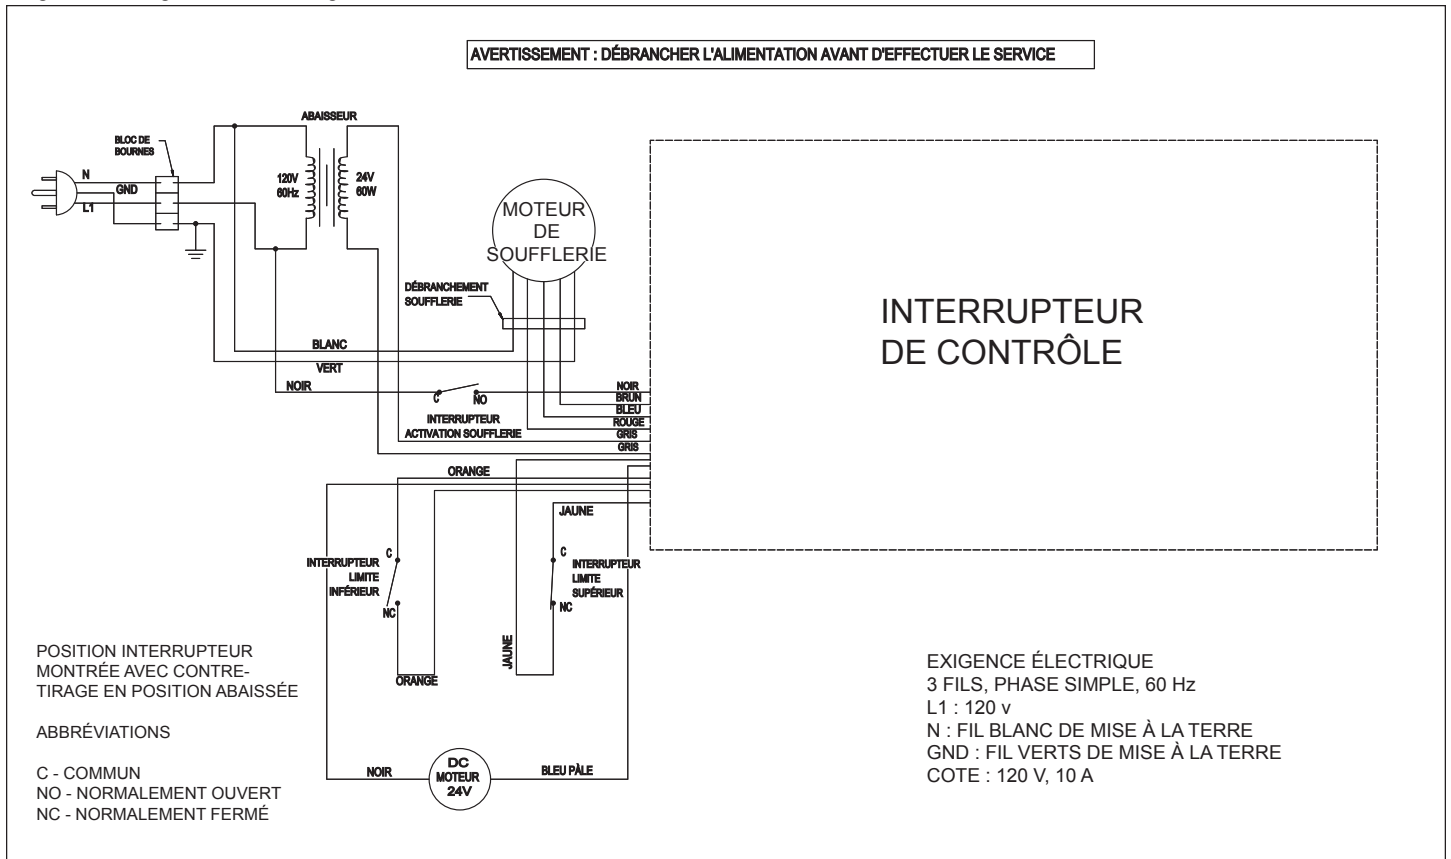 AVERTISSEMENT : DÉBRANCHER L'ALIMENTATION AVANT D'EFFECTUER LE SERVICE
ABAISSEUR
BLOC DE
BOURNES
N
GND
L1
120V
60Hz
24V
60W
MOTEUR
DE
SOUFFLERIE
DÉBRANCHEMENT
SOUFFLERIE
INTERRUPTEUR
DE CONTRÔLE
BLANC
VERT
NOIR
C
NO
INTERRUPTEUR
ACTIVATION SOUFFLERIE
NOIR
BRUN
BLEU
ROUGE
GRIS
GRIS
ORANGE
JAUNE
C
INTERRUPTEUR
LIMITE
INFÉRIEUR
NC
C
INTERRUPTEUR
LIMITE
SUPÉRIEUR
NC
JAUNE
ORANGE
NOIR
DC
MOTEUR
24V
BLEU PÀLE
POSITION INTERRUPTEUR
MONTRÉE AVEC CONTRE-
TIRAGE EN POSITION ABAISSÉE
ABBRÉVIATIONS
C - COMMUN
NO - NORMALEMENT OUVERT
NC - NORMALEMENT FERMÉ
EXIGENCE ÉLECTRIQUE
3 FILS, PHASE SIMPLE, 60 Hz
L1 : 120 v
N : FIL BLANC DE MISE À LA TERRE
GND : FIL VERTS DE MISE À LA TERRE
COTE : 120 V, 10 A